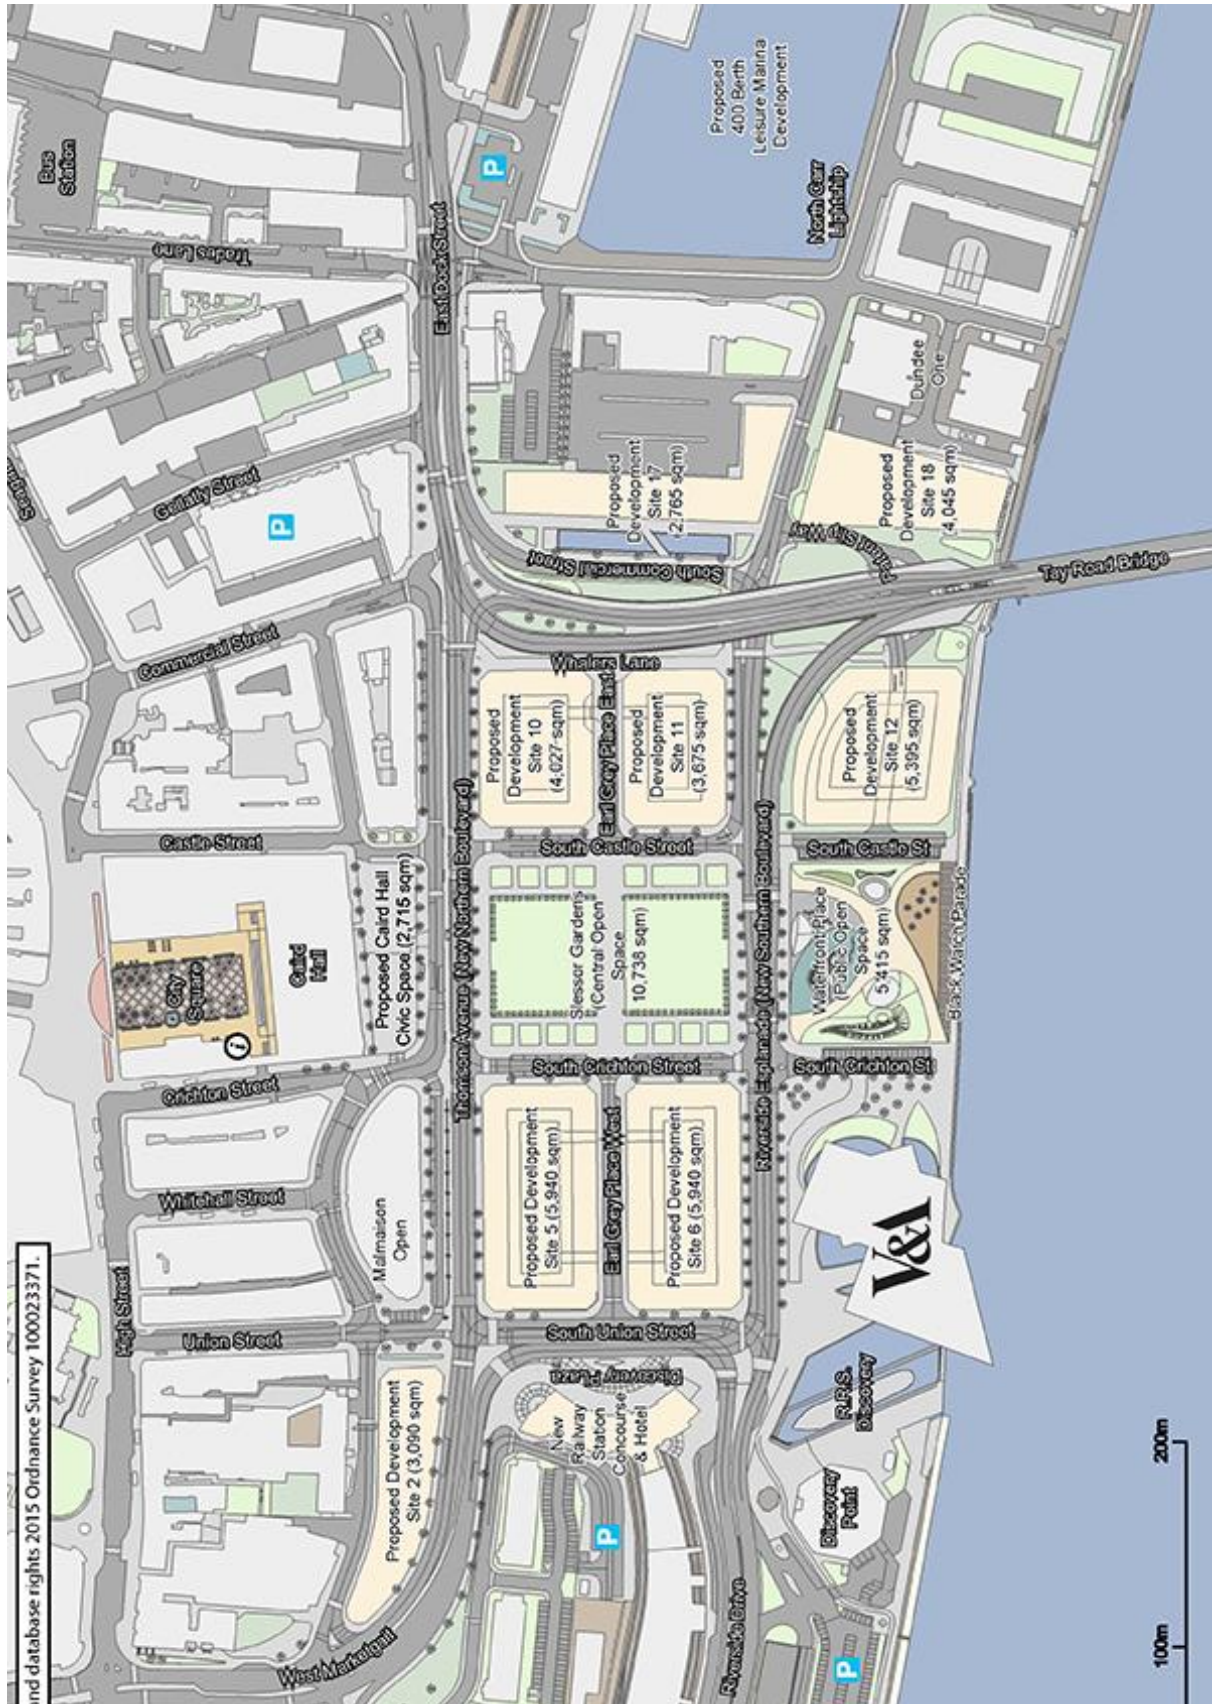 and database rights 2015 Ordnance Survey 100023371.
Bus
Station
Trades Lane
Seagate
Gellatly Street
P
Commercial Street
Castle Street
City
Square
i
Caird
Hall
Proposed Caird Hall
Civic Space (2,715 sqm)
Crichton Street
Whitehall Street
High Street
Union Street
Malmaison
Open
Proposed Development
Site 2 (3,090 sqm)
West Marketgait
East Dock Street
P
Thomson Avenue (New Northern Boulevard)
Proposed
400 Berth
Leisure Marina
Development
North Carr
Lightship
Dundee
One
Proposed
Development
Site 17
(2,765 sqm)
Proposed
Development
Site 18
(4,045 sqm)
South Commercial Street
Patent Slip Way
Tay Road Bridge
Whalers Lane
Proposed
Development
Site 10
(4,027 sqm)
Earl Grey Place East
Proposed
Development
Site 11
(3,675 sqm)
Proposed
Development
Site 12
(5,395 sqm)
South Castle Street
South Castle St
Slessor Gardens
(Central Open
Space
10,738 sqm)
Riverside Esplanade (New Southern Boulevard)
Waterfront Place
(Public Open
Space
5,415 sqm)
Black Watch Parade
South Crichton Street
South Crichton St
Proposed Development
Site 5 (5,940 sqm)
Earl Grey Place West
Proposed Development
Site 6 (5,940 sqm)
V&A
South Union Street
Discovery Plaza
New
Railway
Station
Concourse
& Hotel
P
R.R.S.
Discovery
Discovery
Point
Riverside Drive
P
100m
200m